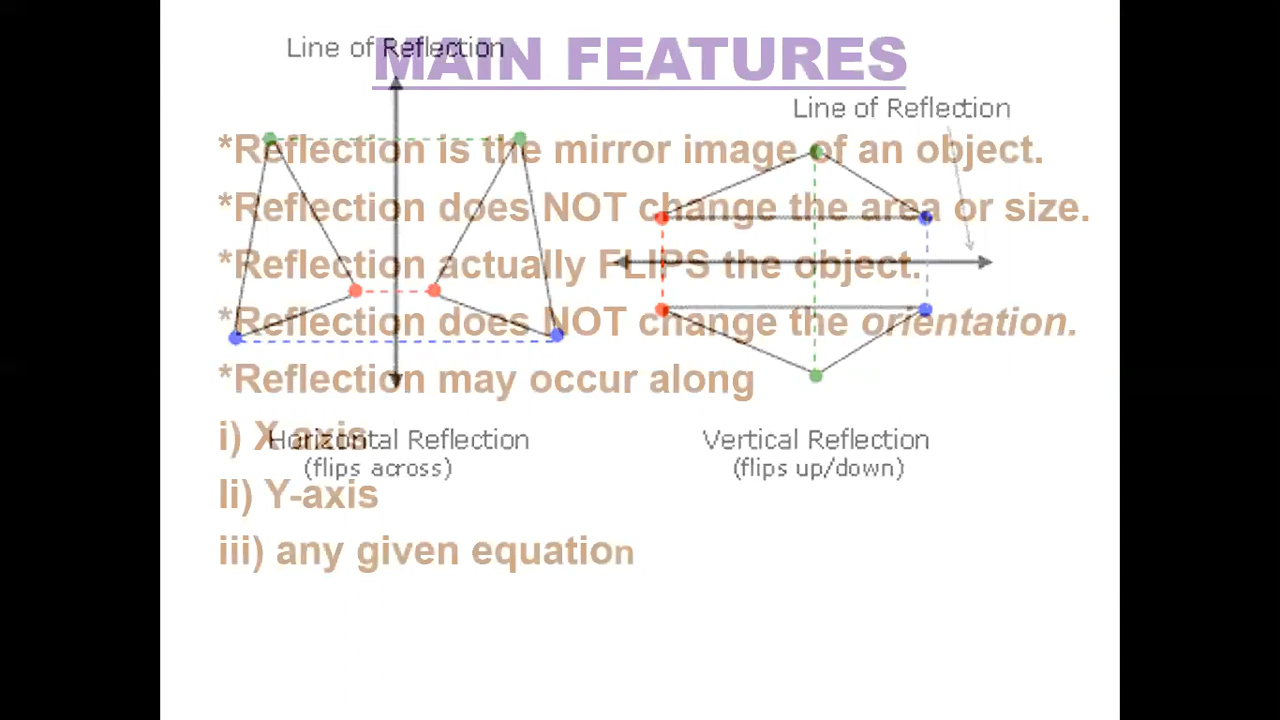 MAIN FEATURES
*Reflection is the mirror image of an object.
*Reflection does NOT change the area or size.
*Reflection actually FLIPS the object.
*Reflection does NOT change the orientation.
*Reflection may occur along
i) X-axis
Ii) Y-axis
iii) any given equation
Line of Reflection
Horizontal Reflection
(flips across)
Line of Reflection
Vertical Reflection
(flips up/down)